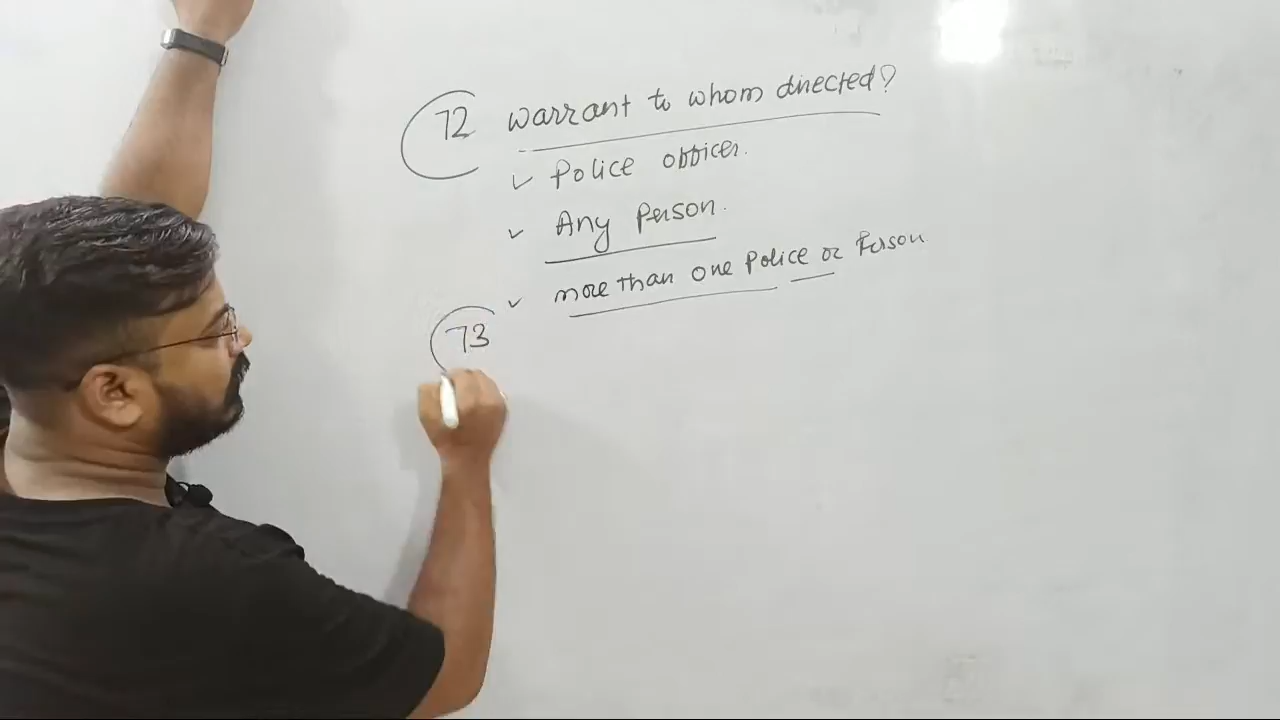 72 warrant to whom directed?
✓ Police officer.
✓ Any Person.
✓ more than one Police or Person
73